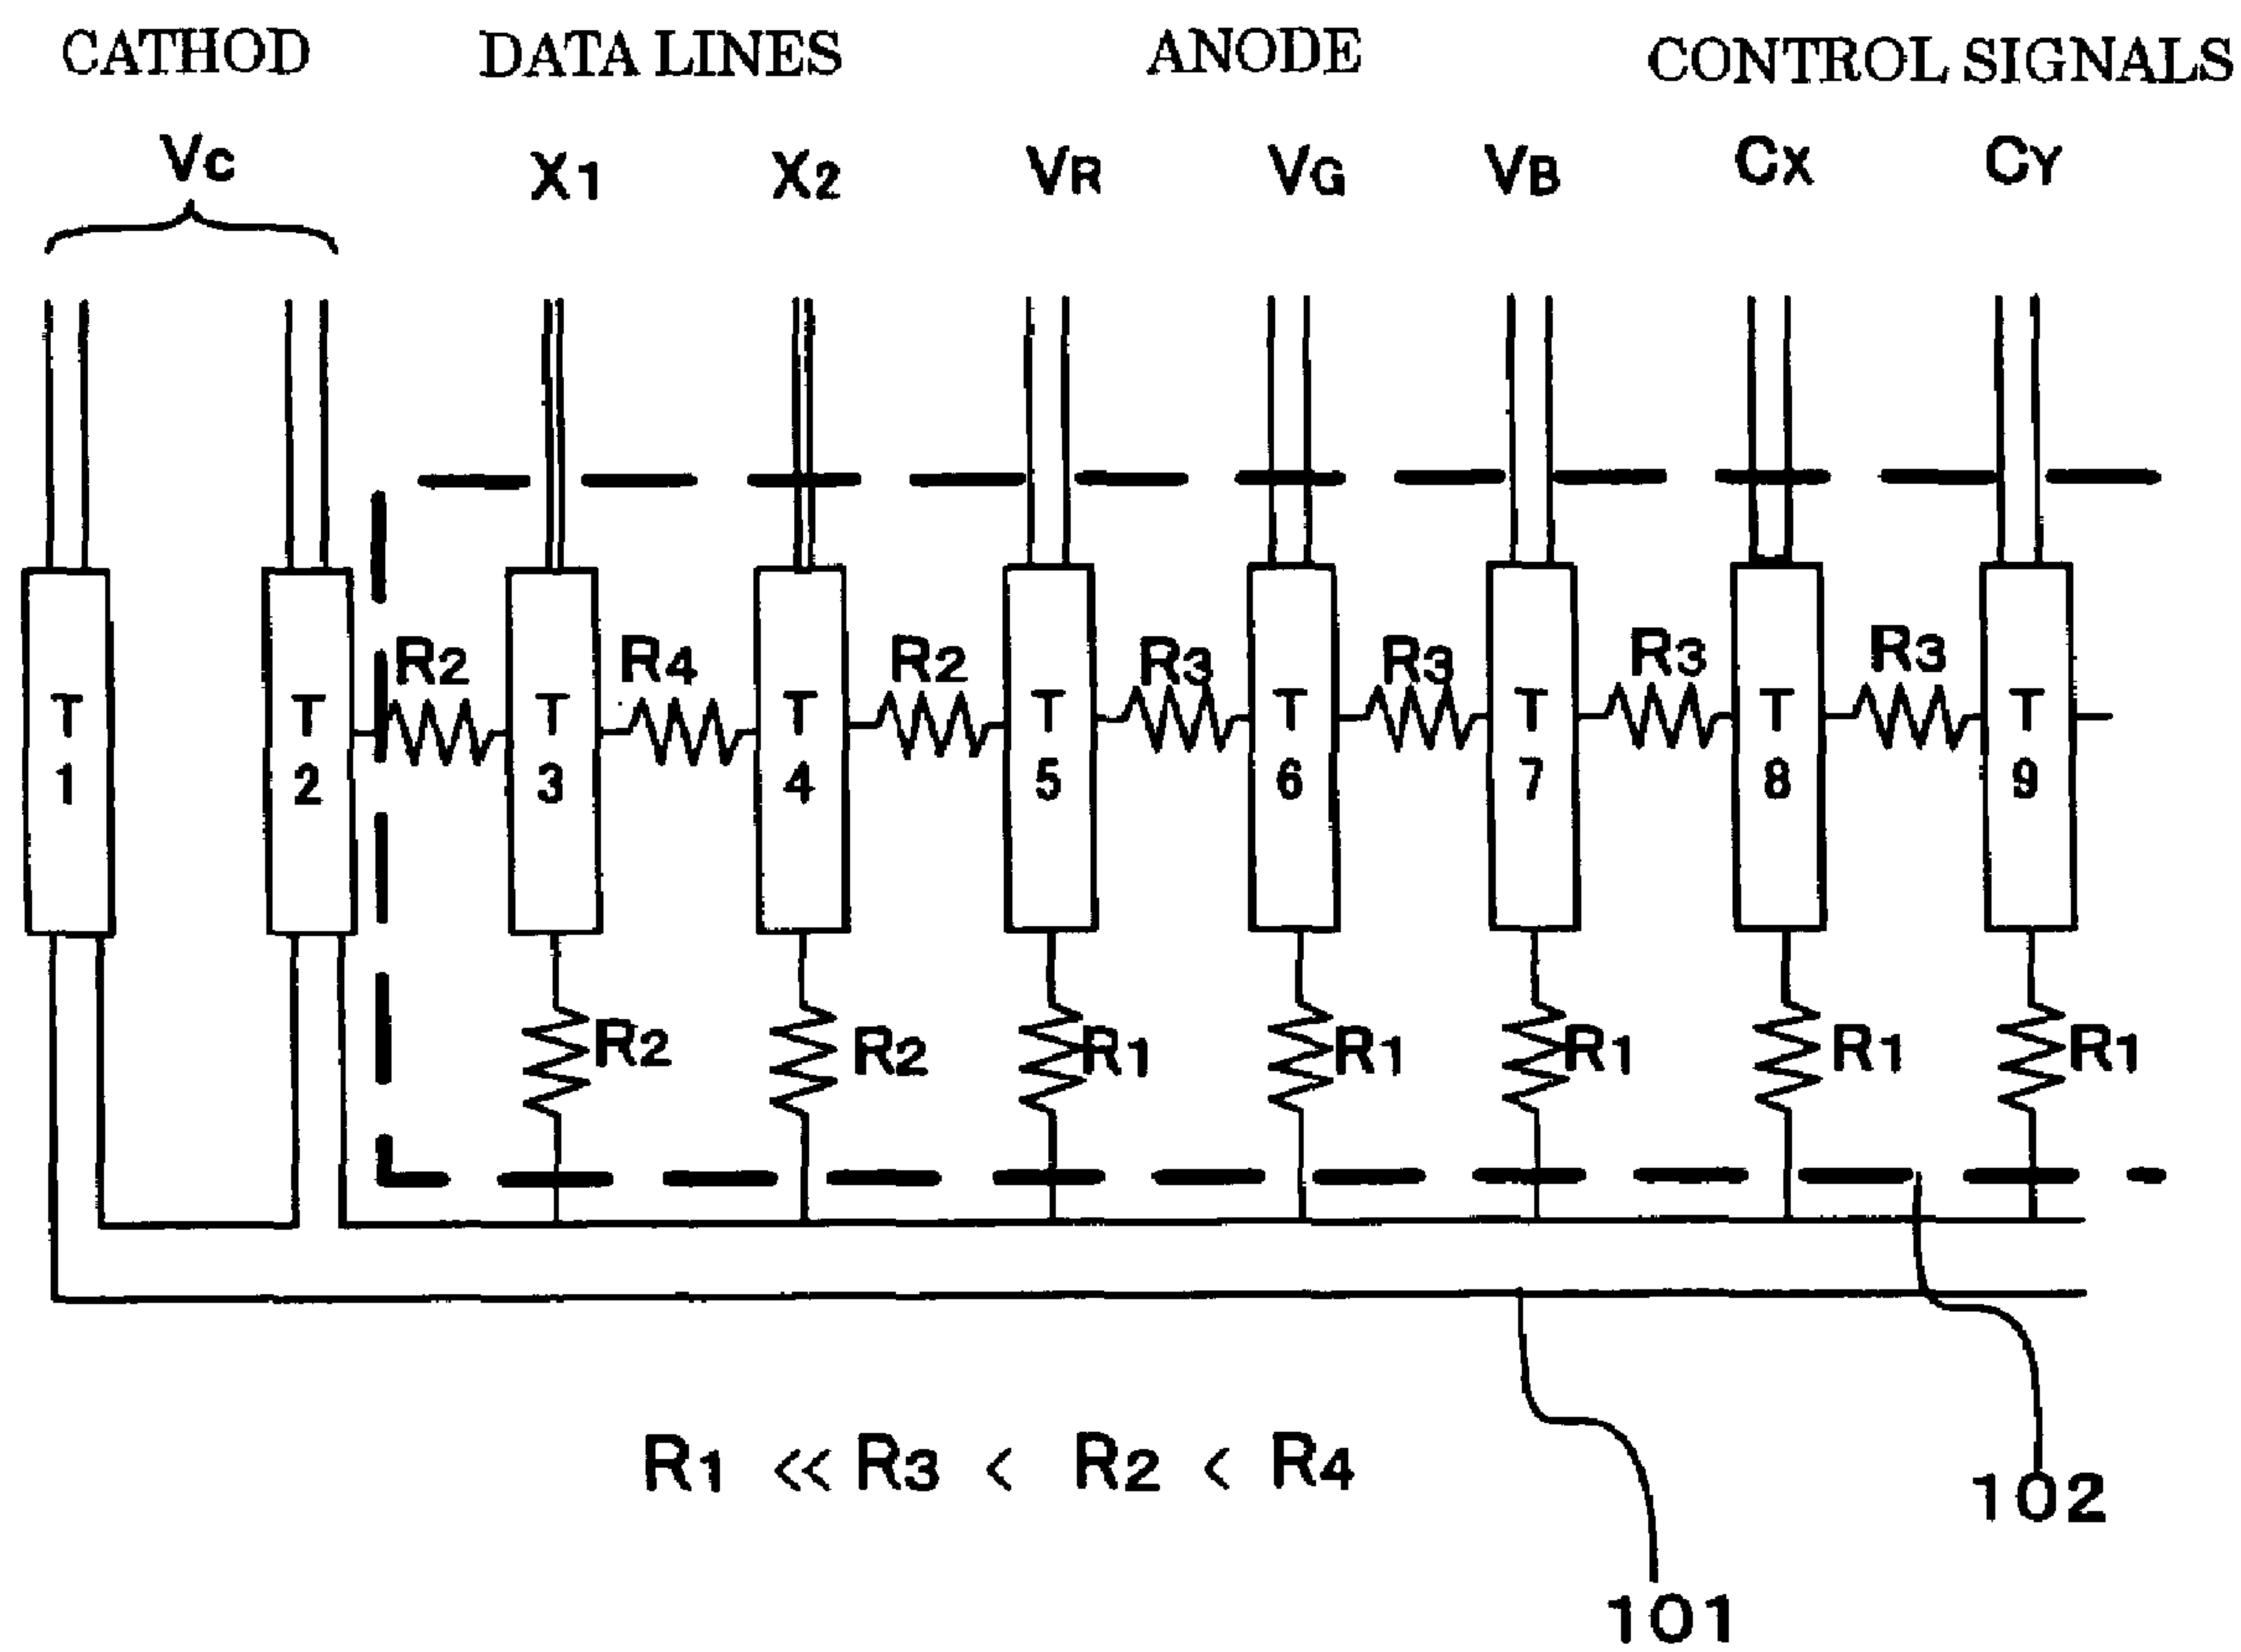 CATHOD DATA LINES ANODE CONTROL SIGNALS
VC X1 X2 VR VG VB CX CY
R2 R4 R2 R3 R3 R3 R3
T T T T T T T T T
1 2 3 4 5 6 7 8 9
R2 R2 R1 R1 R1 R1 R1
R1 << R3 < R2 < R4
102
101